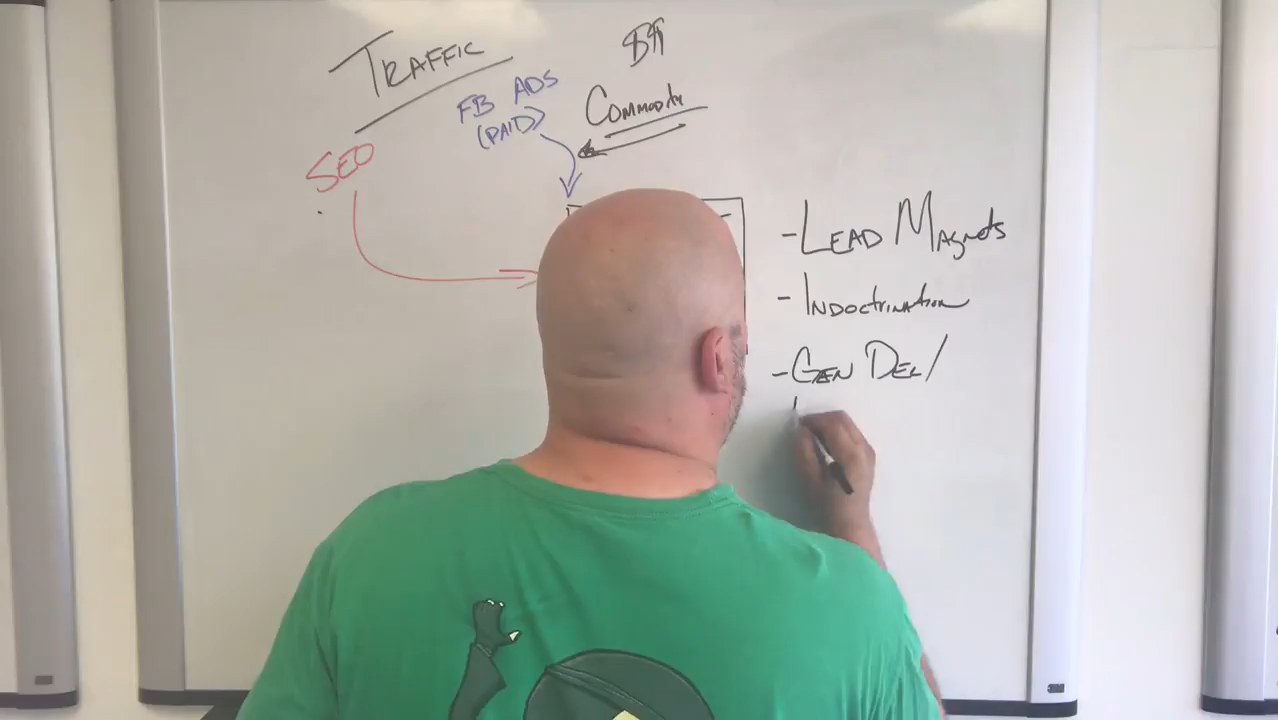 TRAFFIC
$$
FB ADS
(PAID)
Commodity
SEO
- LEAD Magnets
- INDOCtrination
- GEN DEL/